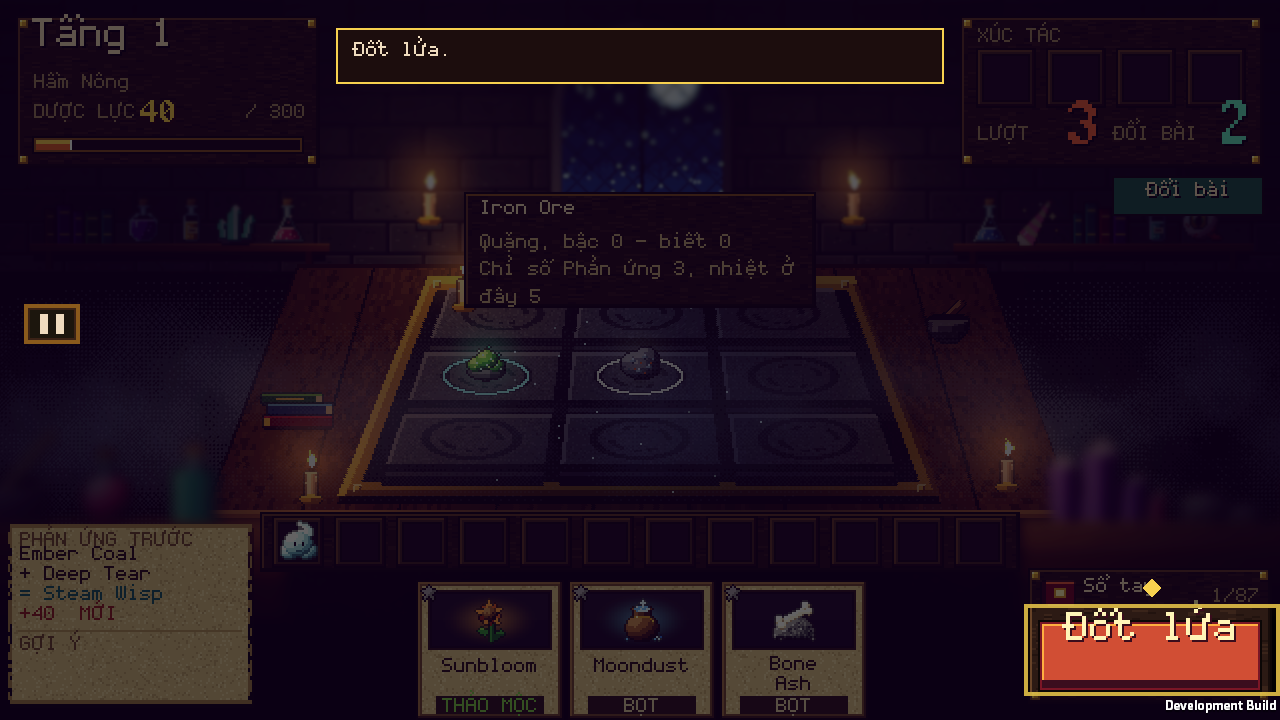 Tầng 1
Hầm Nông
DƯỢC LỰC 40 / 300
Đốt lửa.
XÚC TÁC
LƯỢT 3 ĐỔI BÀI 2
Đổi bài
Iron Ore
Quặng, bậc 0 – biết 0
Chỉ số Phản ứng 3, nhiệt ở
đây 5
PHẢN ỨNG TRƯỚC
Ember Coal
+ Deep Tear
= Steam Wisp
+40 MỚI
GỢI Ý
Sunbloom
THẢO MỘC
Moondust
BỘT
Bone
Ash
BỘT
Sổ ta
1/87
Đốt lửa
Development Build